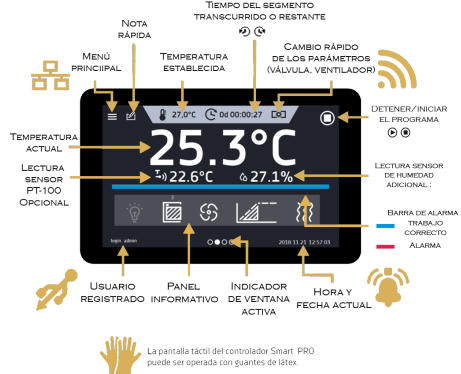 Tiempo del segmento
transcurrido o restante
Nota
rápida
Cambio rápido
de los parámetros
(válvula, ventilador)
Menú
princiipal
Temperatura
establecida
Detener/iniciar
el programa
27,0°C
0d 00:00:27
Temperatura
actual
25.3°C
Lectura
sensor
PT-100
Opcional
22.6°C
27.1%
Lectura sensor
de humedad
adicional :
Barra de alarma
trabajo
correcto
Alarma
login: admin
2018 11 21 12:57:03
Usuario
registrado
Panel
informativo
Indicador
de ventana
activa
Hora y
fecha actual
La pantalla táctil del controlador Smart PRO
puede ser operada con guantes de látex.